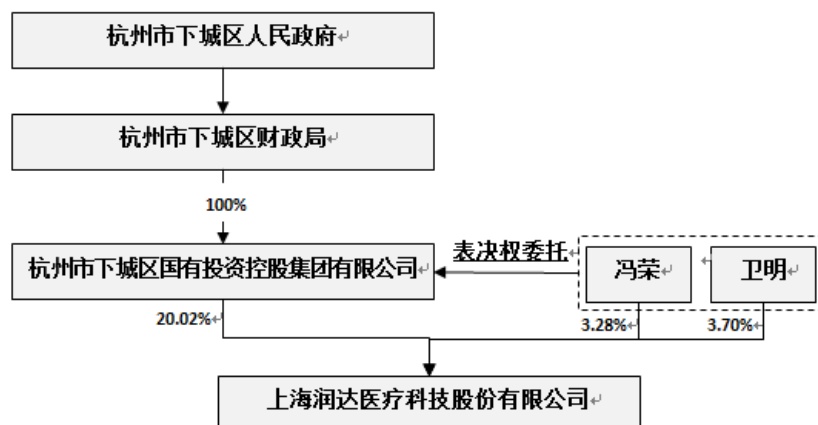 杭州市下城区人民政府
杭州市下城区财政局
100%
杭州市下城区国有投资控股集团有限公司
表决权委托
冯荣
卫明
20.02%
3.28%
3.70%
上海润达医疗科技股份有限公司